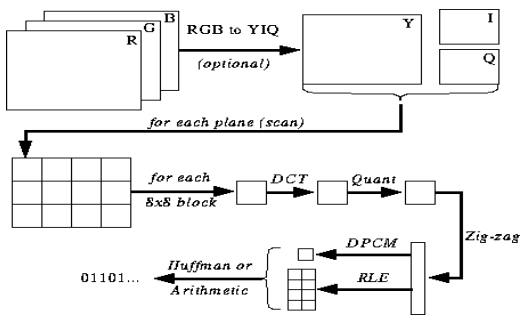 R
G
B
RGB to YIQ
(optional)
Y
I
Q
for each plane (scan)
for each
8x8 block
DCT
Quant
Zig-zag
DPCM
RLE
Huffman or
Arithmetic
01101...